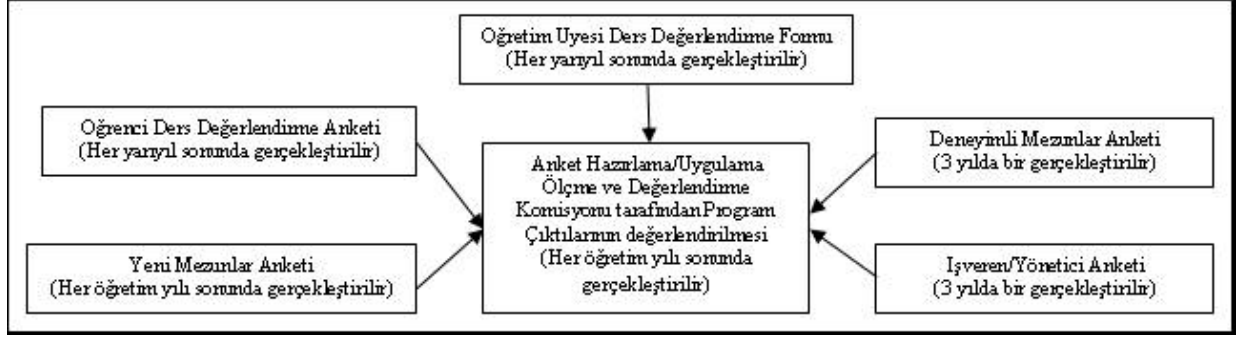 Öğretim Uyesi Ders Değerlendirme Formu
(Her yarıyıl sonunda gerçekleştirilir)
Öğrenci Ders Değerlendirme Anketi
(Her yarıyıl sonunda gerçekleştirilir)
Yeni Mezunlar Anketi
(Her öğretim yılı sonunda gerçekleştirilir)
Anket Hazırlama/Uygulama
Ölçme ve Değerlendirme
Komisyonu tarafından Program
Çıktılarının değerlendirilmesi
(Her öğretim yılı sonunda
gerçekleştirilir)
Deneyimli Mezunlar Anketi
(3 yılda bir gerçekleştirilir)
Işveren/Yönetici Anketi
(3 yılda bir gerçekleştirilir)